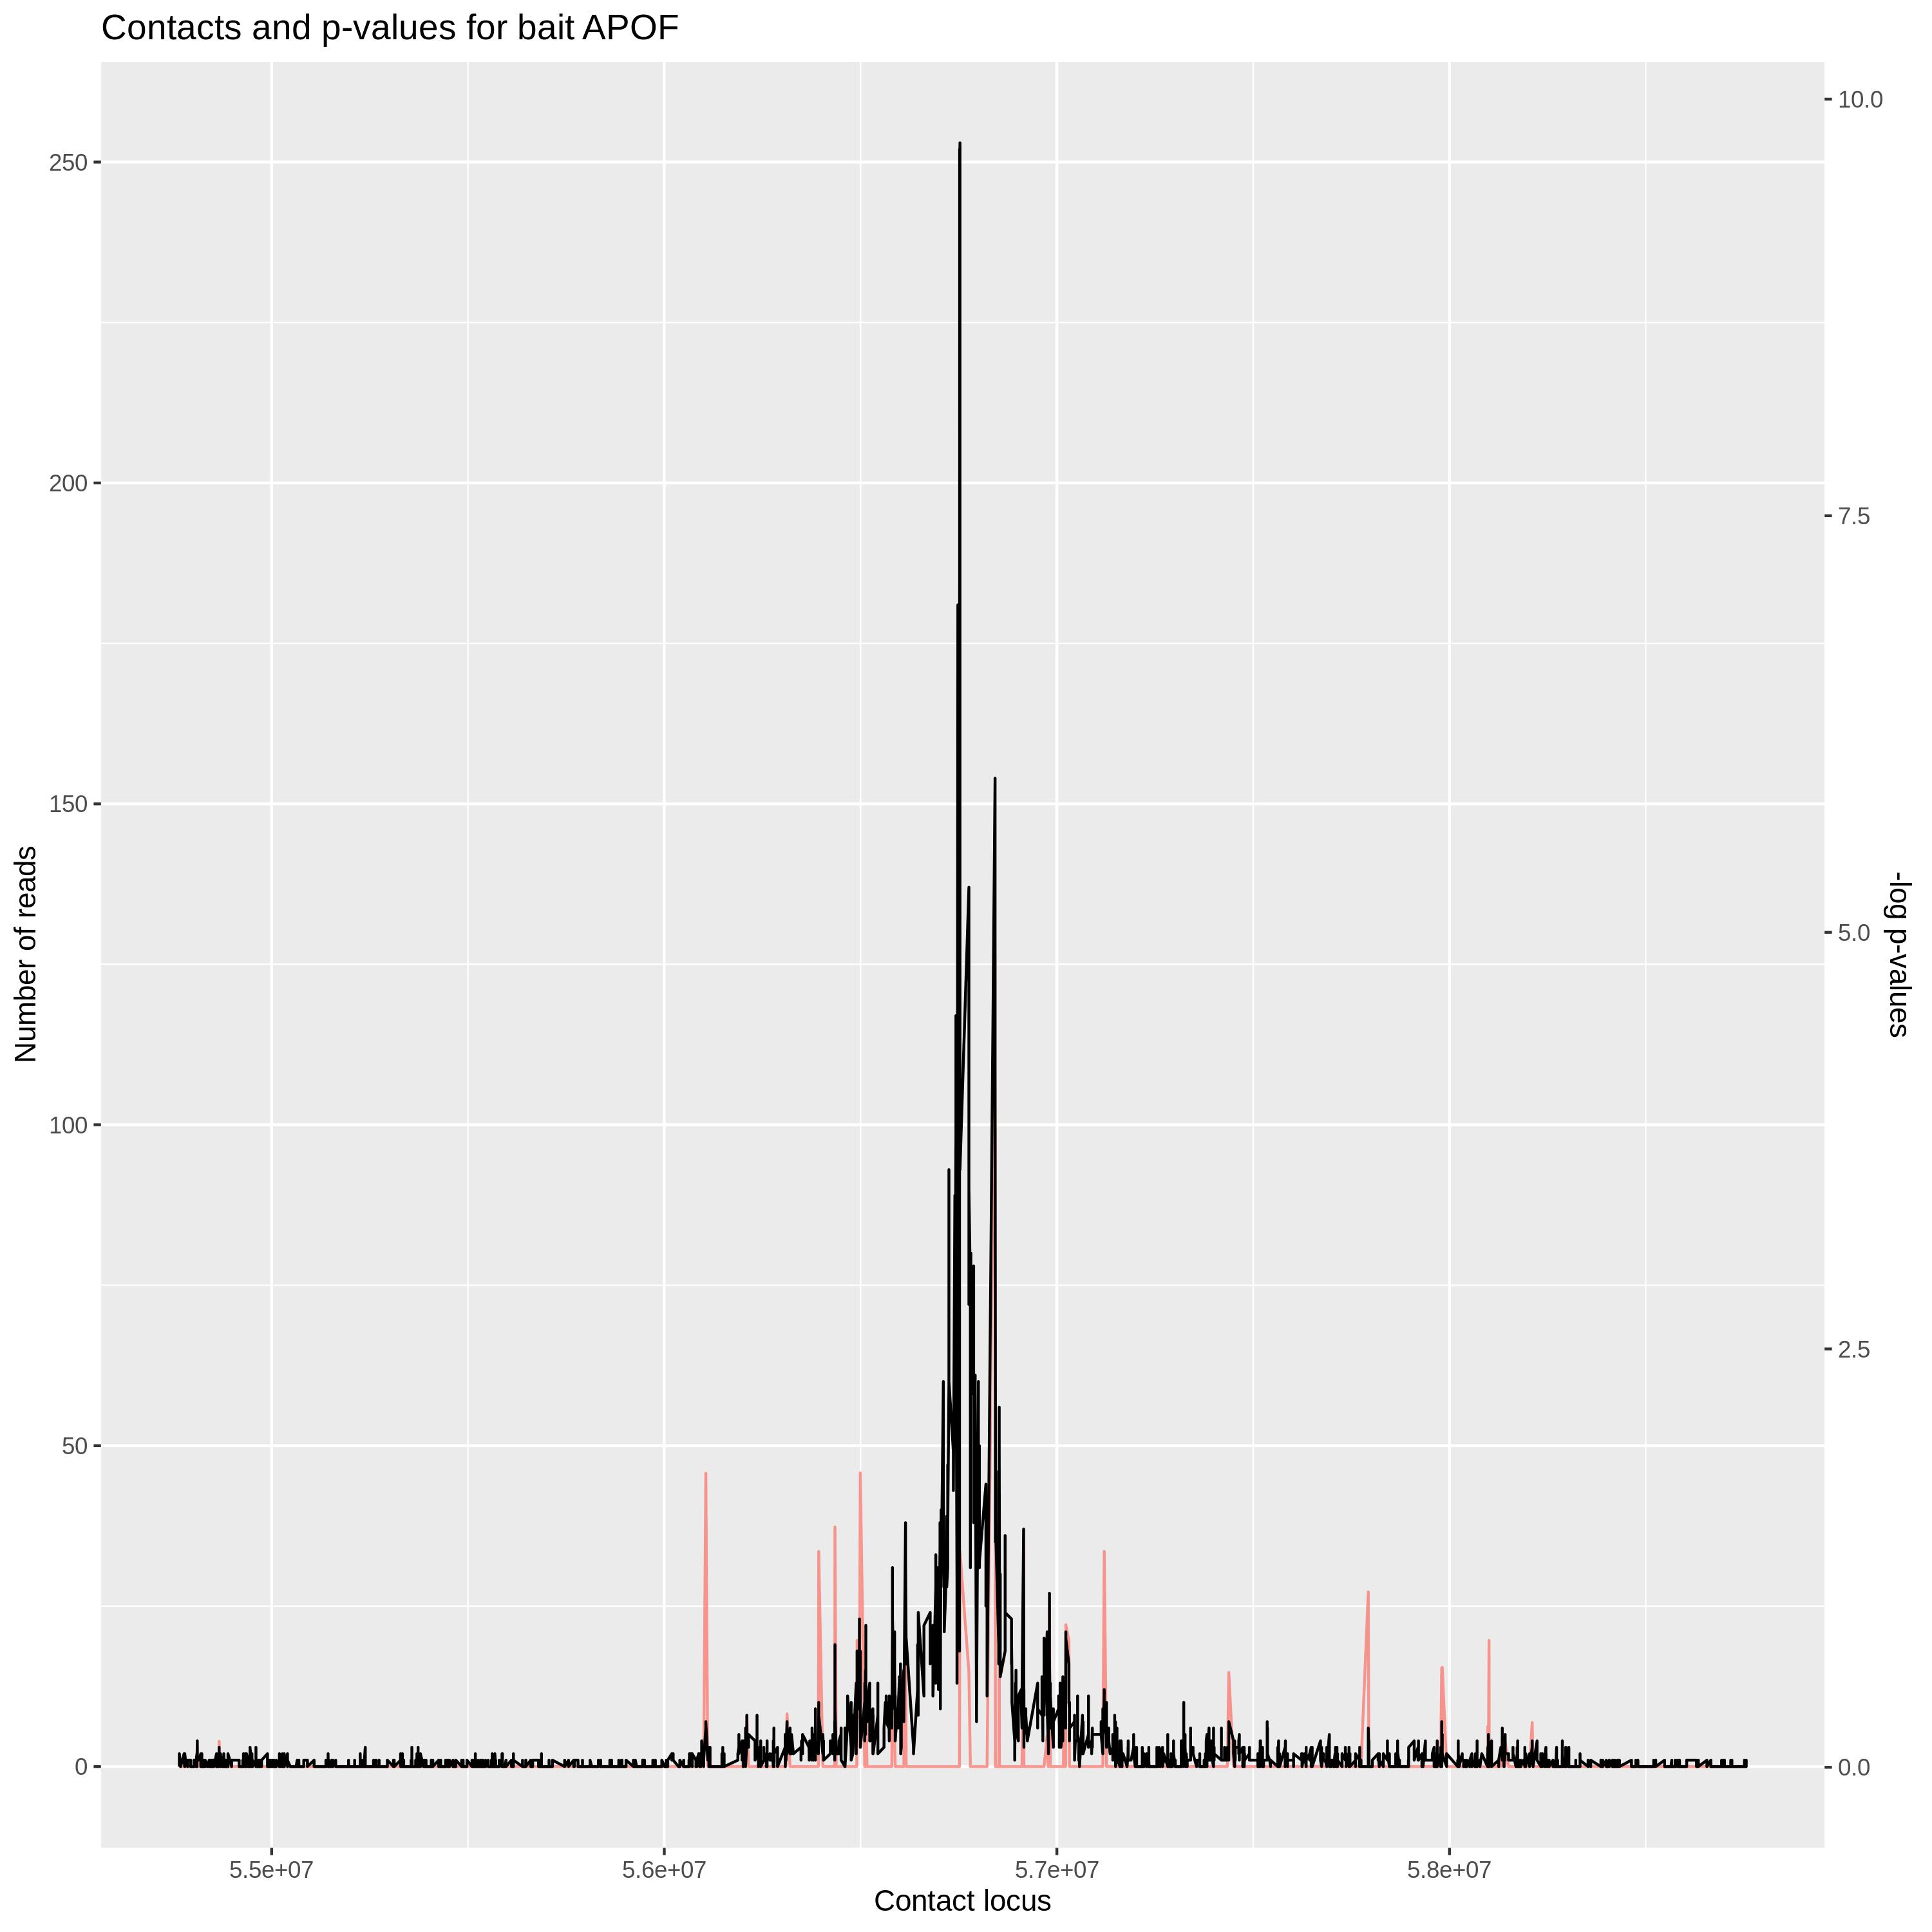 Contacts and p-values for bait APOF
250
200
150
100
50
0
Number of reads
10.0
7.5
5.0
2.5
0.0
-log p-values
5.5e+07
5.6e+07
5.7e+07
5.8e+07
Contact locus